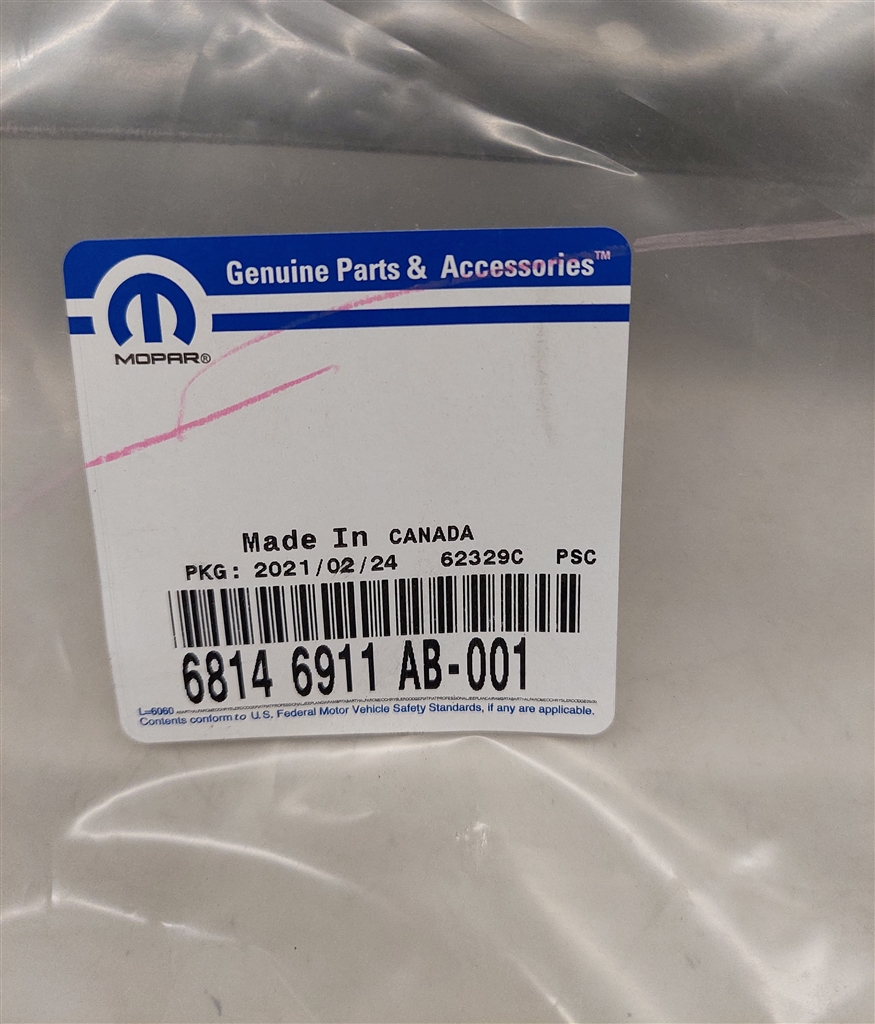 Genuine Parts & Accessories™
MOPAR®
Made In CANADA
PKG: 2021/02/24 62329C PSC
6814 6911 AB-001
L=6060
Contents conform to U.S. Federal Motor Vehicle Safety Standards, if any are applicable.